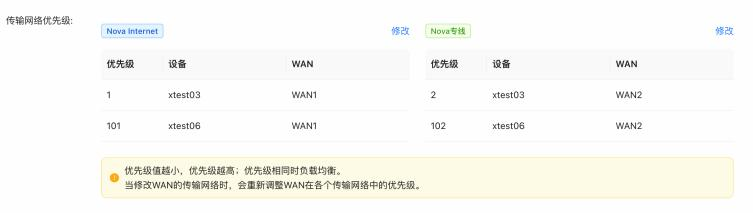 传输网络优先级:
Nova Internet 修改
优先级 设备 WAN
1 xtest03 WAN1
101 xtest06 WAN1
Nova专线 修改
优先级 设备 WAN
2 xtest03 WAN2
102 xtest06 WAN2
优先级值越小，优先级越高；优先级相同时负载均衡。
当修改WAN的传输网络时，会重新调整WAN在各个传输网络中的优先级。